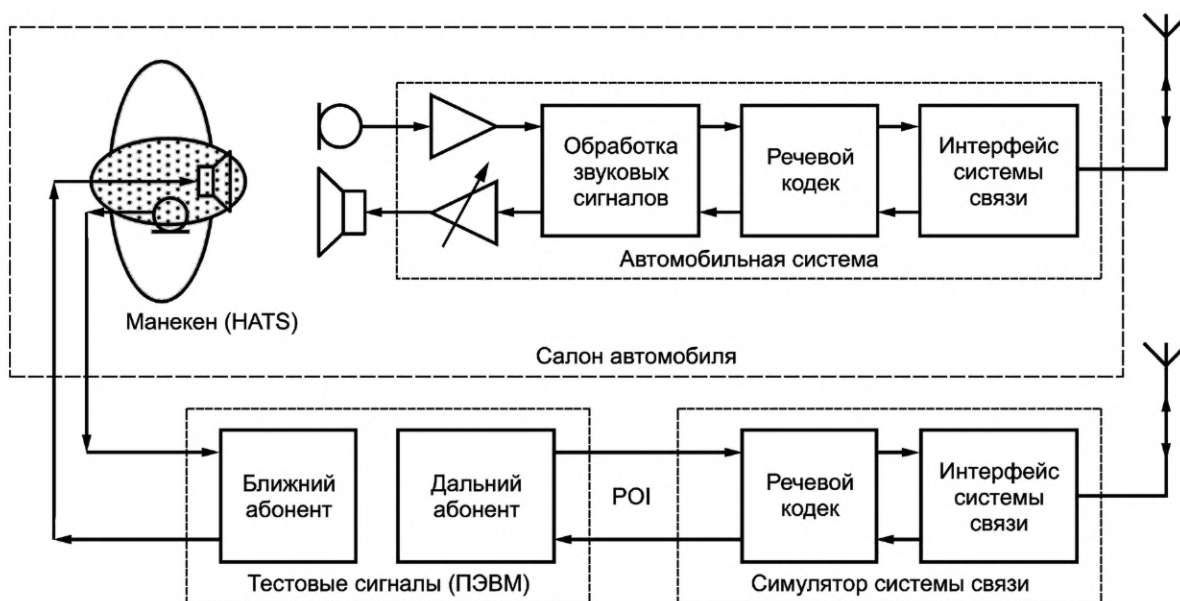 Обработка
звуковых
сигналов
Речевой
кодек
Интерфейс
системы
связи
Автомобильная система
Манекен (HATS)
Салон автомобиля
Ближний
абонент
Дальний
абонент
POI
Речевой
кодек
Интерфейс
системы
связи
Тестовые сигналы (ПЭВМ)
Симулятор системы связи